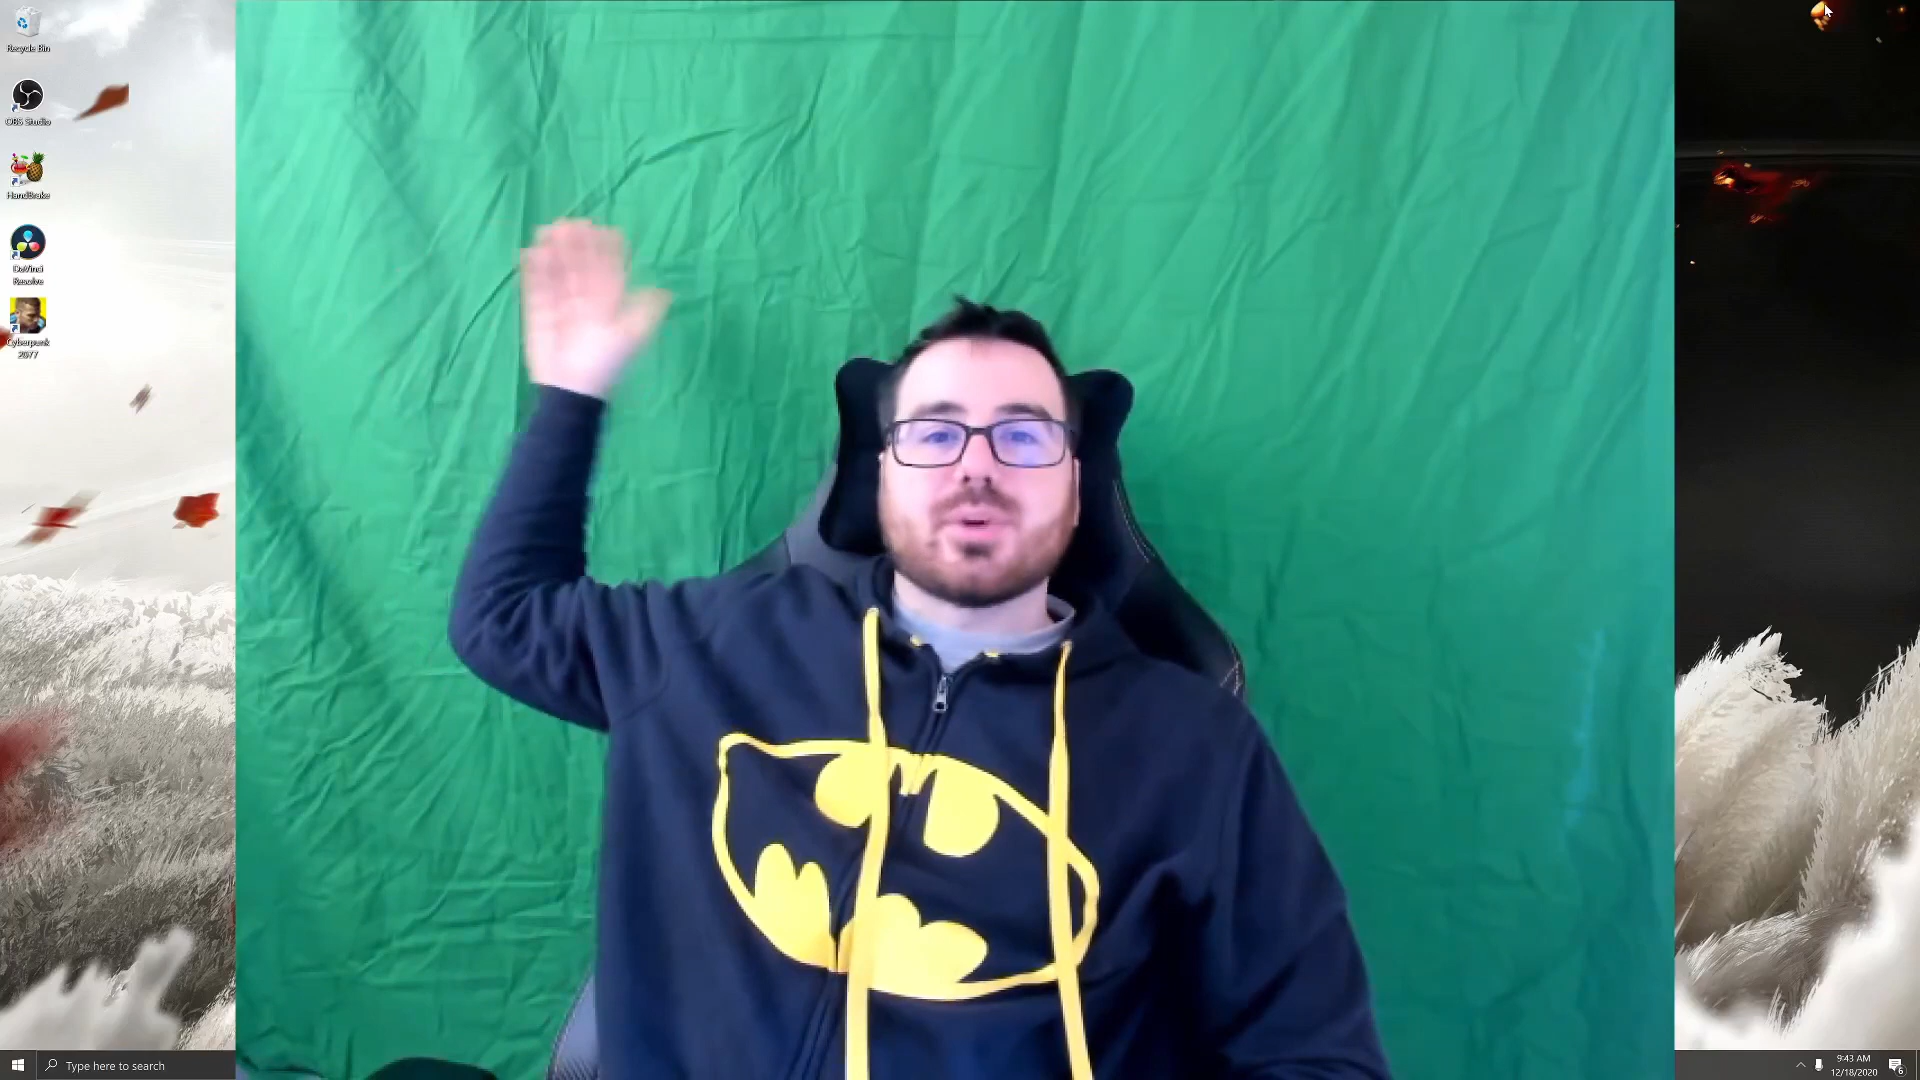 Recycle Bin
OBS Studio
HandBrake
DaVinci
Resolve
Cyberpunk
2077
Type here to search
9:43 AM
12/18/2020
6